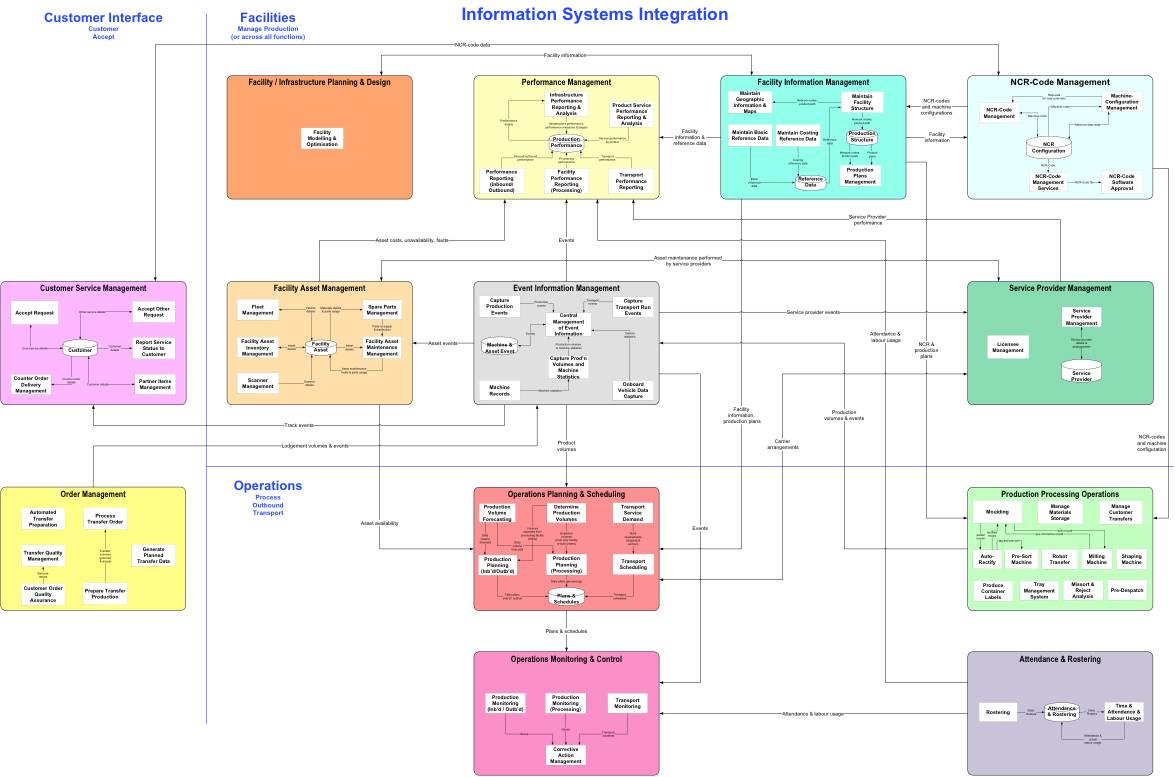 Information Systems Integration
Customer Interface
Customer
Accept
Facilities
Manage Production
(or across all functions)
NCR-code data
Facility information
Facility / Infrastructure Planning & Design
Facility
Modelling &
Optimisation
Performance Management
Infrastructure
Performance
Reporting &
Analysis
Product Service
Performance
Reporting &
Analysis
Production
Performance
Performance
Reporting
(Inbound/
Outbound)
Facility
Performance
Reporting
(Processing)
Transport
Performance
Reporting
Facility
information &
reference data
Facility Information Management
Maintain
Geographic
Information &
Maps
Maintain
Facility
Structure
Maintain Basic
Reference Data
Maintain Costing
Reference Data
Production
Structure
Reference
Data
Production
Plans
Management
NCR-codes
and machine
configurations
Facility
information
NCR-Code Management
NCR-Code
Management
Machine-
Configuration
Management
NCR
Configuration
NCR-Code
Management
Services
NCR-Code
Software
Approval
Service Provider
performance
Asset costs, unavailability, faults
Events
Asset maintenance performed
by service providers
Customer Service Management
Accept Request
Accept Other
Request
Customer
Report Service
Status to
Customer
Counter Order
Delivery
Management
Partner Items
Management
Facility Asset Management
Fleet
Management
Spare Parts
Management
Facility Asset
Inventory
Management
Facility
Asset
Facility Asset
Maintenance
Management
Scanner
Management
Asset events
Event Information Management
Capture
Production
Events
Capture
Transport Run
Events
Central
Management
of Event
Information
Machine &
Asset Event
Capture Prod'n
Volumes and
Machine
Statistics
Machine
Records
Onboard
Vehicle Data
Capture
Service provider events
Attendance &
labour usage
NCR &
production
plans
Service Provider Management
Service
Provider
Management
Licensee
Management
Service
Provider
Track events
Lodgement volumes & events
Product
volumes
Facility
information,
production plans
Production
volumes & events
Carrier
arrangements
NCR-codes
and machine
configuration
Operations
Process
Outbound
Transport
Order Management
Automated
Transfer
Preparation
Process
Transfer Order
Transfer Quality
Management
Generate
Planned
Transfer Data
Customer Order
Quality
Assurance
Prepare Transfer
Production
Asset availability
Operations Planning & Scheduling
Production
Volume
Forecasting
Determine
Production
Volumes
Transport
Service
Demand
Production
Planning
(Inb'd/Outb'd)
Production
Planning
(Processing)
Transport
Scheduling
Plans &
Schedules
Events
Production Processing Operations
Moulding
Manage
Materials
Storage
Manage
Customer
Transfers
Auto-
Rectify
Pre-Sort
Machine
Robot
Transfer
Milling
Machine
Shaping
Machine
Produce
Container
Labels
Tray
Management
System
Missort &
Reject
Analysis
Pre-Despatch
Plans & schedules
Operations Monitoring & Control
Production
Monitoring
(Inb'd / Outb'd)
Production
Monitoring
(Processing)
Transport
Monitoring
Corrective
Action
Management
Attendance & labour usage
Attendance & Rostering
Rostering
Attendance
& Rostering
Time &
Attendance &
Labour Usage